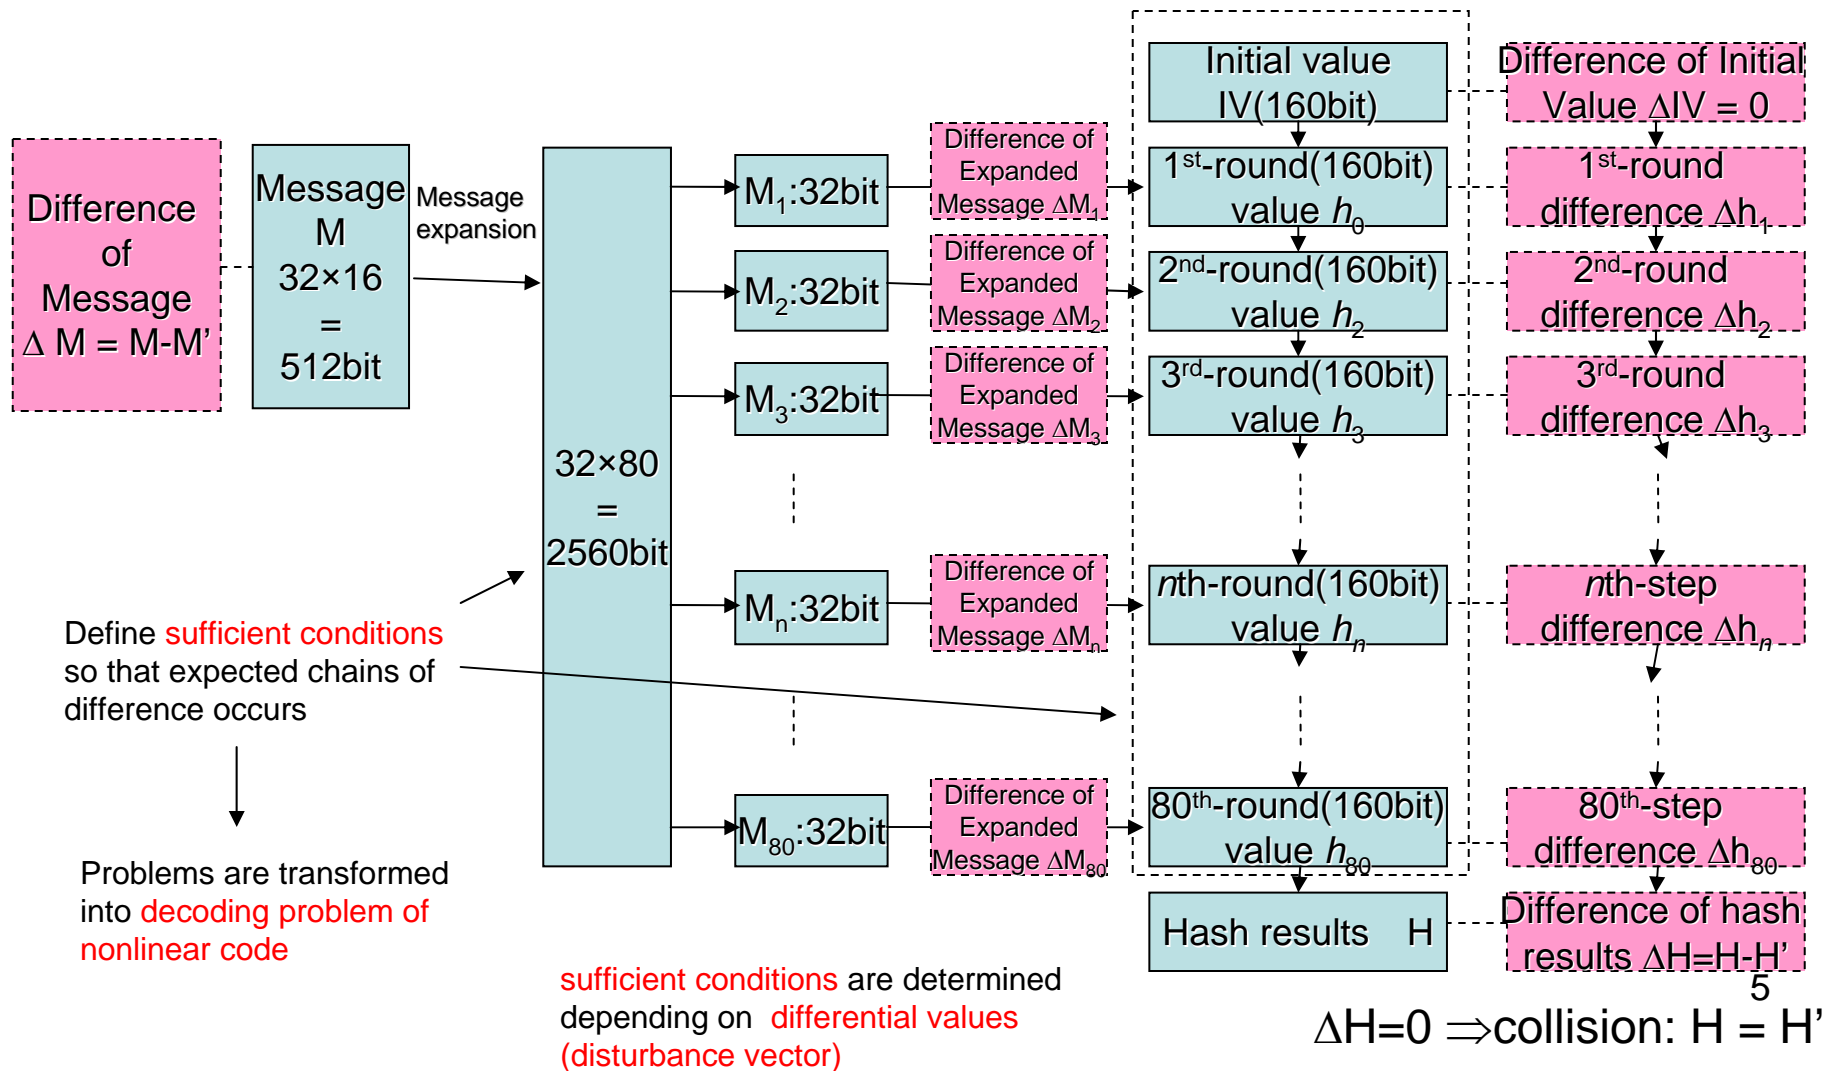 Difference
of
Message
Δ M = M-M’
Message
M
32×16
=
512bit
Message
expansion
32×80
=
2560bit
M1:32bit
M2:32bit
M3:32bit
Mn:32bit
M80:32bit
Difference of
Expanded
Message ΔM1
Difference of
Expanded
Message ΔM2
Difference of
Expanded
Message ΔM3
Difference of
Expanded
Message ΔMn
Difference of
Expanded
Message ΔM80
Initial value
IV(160bit)
1st-round(160bit)
value h0
2nd-round(160bit)
value h2
3rd-round(160bit)
value h3
nth-round(160bit)
value hn
80th-round(160bit)
value h80
Hash results H
Difference of Initial
Value ΔIV = 0
1st-round
difference Δh1
2nd-round
difference Δh2
3rd-round
difference Δh3
nth-step
difference Δhn
80th-step
difference Δh80
Difference of hash
results ΔH=H-H’
Define sufficient conditions
so that expected chains of
difference occurs
Problems are transformed
into decoding problem of
nonlinear code
sufficient conditions are determined
depending on differential values
(disturbance vector)
5
ΔH=0 ⇒collision: H = H’